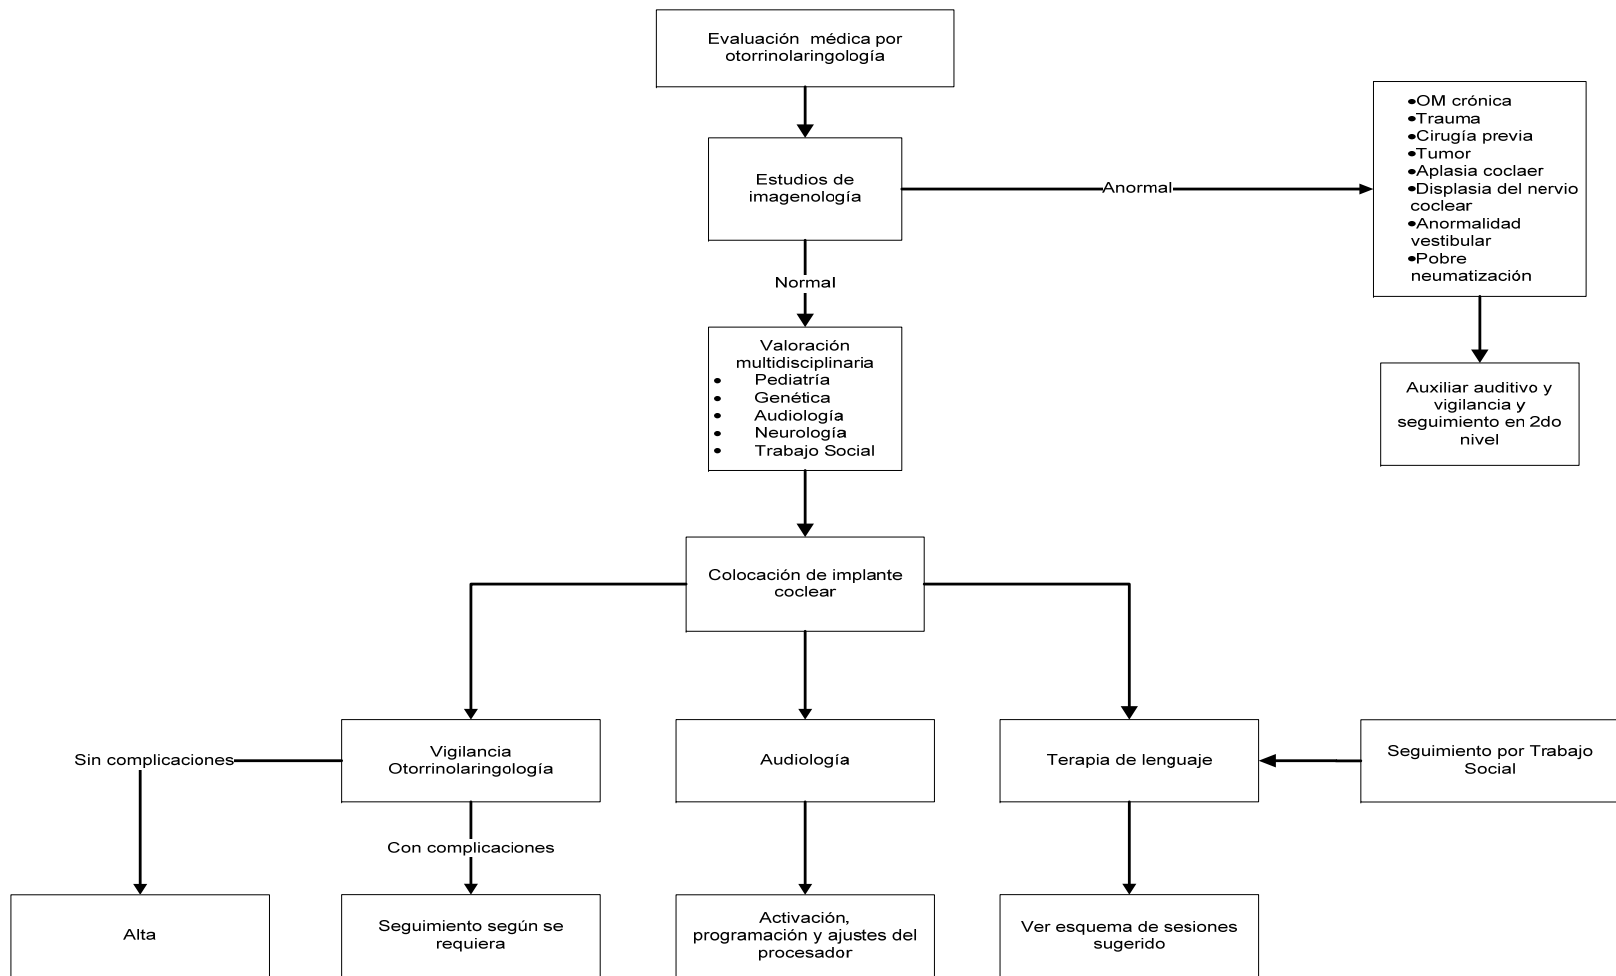 Evaluación médica por
otorrinolaringología
•OM crónica
•Trauma
•Cirugía previa
•Tumor
•Aplasia coclaer
•Displasia del nervio
coclear
•Anormalidad
vestibular
•Pobre
neumatización
Estudios de
imagenología
Anormal
Normal
Valoración
multidisciplinaria
• Pediatría
• Genética
• Audiología
• Neurología
• Trabajo Social
Auxiliar auditivo y
vigilancia y
seguimiento en 2do
nivel
Colocación de implante
coclear
Sin complicaciones
Vigilancia
Otorrinolaringología
Audiología
Terapia de lenguaje
Seguimiento por Trabajo
Social
Con complicaciones
Alta
Seguimiento según se
requiera
Activación,
programación y ajustes del
procesador
Ver esquema de sesiones
sugerido